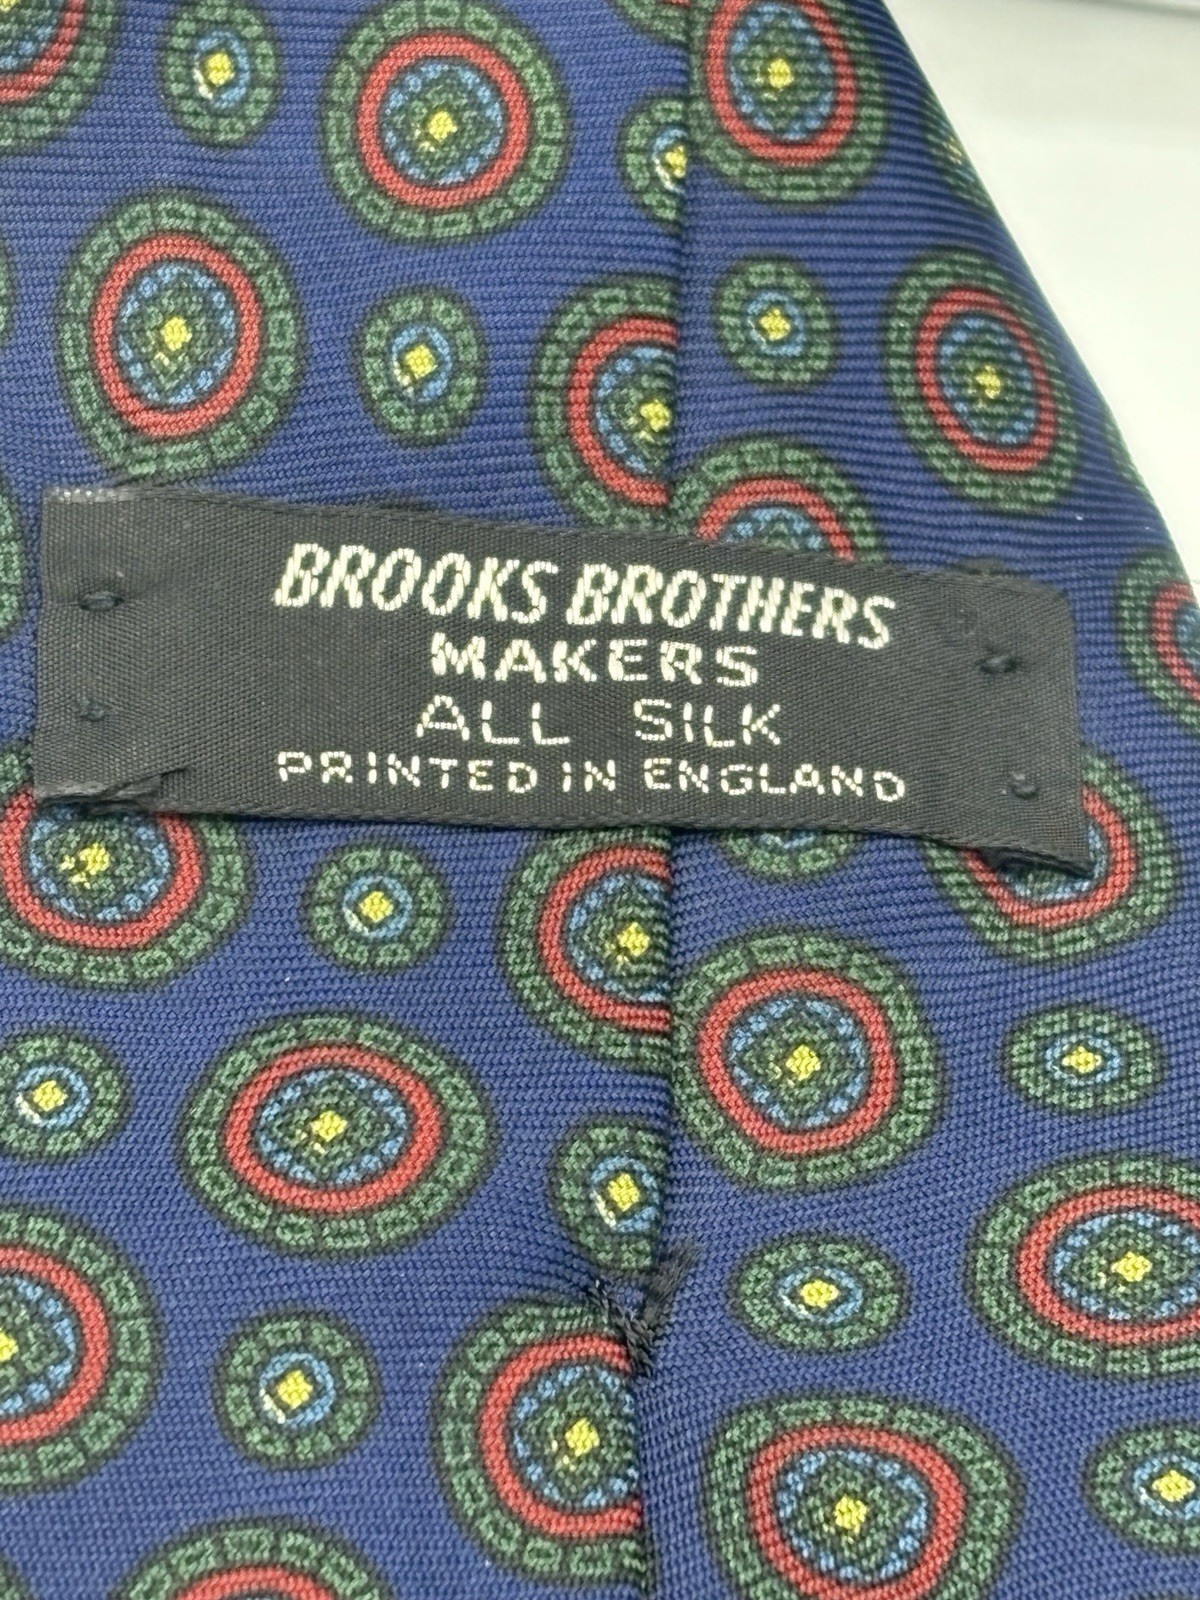 BROOKS BROTHERS
MAKERS
ALL SILK
PRINTED IN ENGLAND